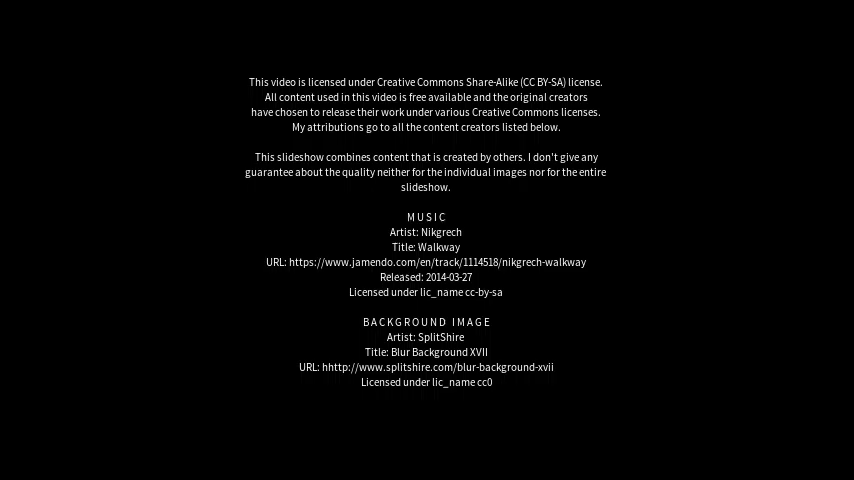 This video is licensed under Creative Commons Share-Alike (CC BY-SA) license.
All content used in this video is free available and the original creators
have chosen to release their work under various Creative Commons licenses.
My attributions go to all the content creators listed below.
This slideshow combines content that is created by others. I don't give any
guarantee about the quality neither for the individual images nor for the entire
slideshow.
M U S I C
Artist: Nikgrech
Title: Walkway
URL: https://www.jamendo.com/en/track/1114518/nikgrech-walkway
Released: 2014-03-27
Licensed under lic_name cc-by-sa
B A C K G R O U N D   I M A G E
Artist: SplitShire
Title: Blur Background XVII
URL: hhttp://www.splitshire.com/blur-background-xvii
Licensed under lic_name cc0